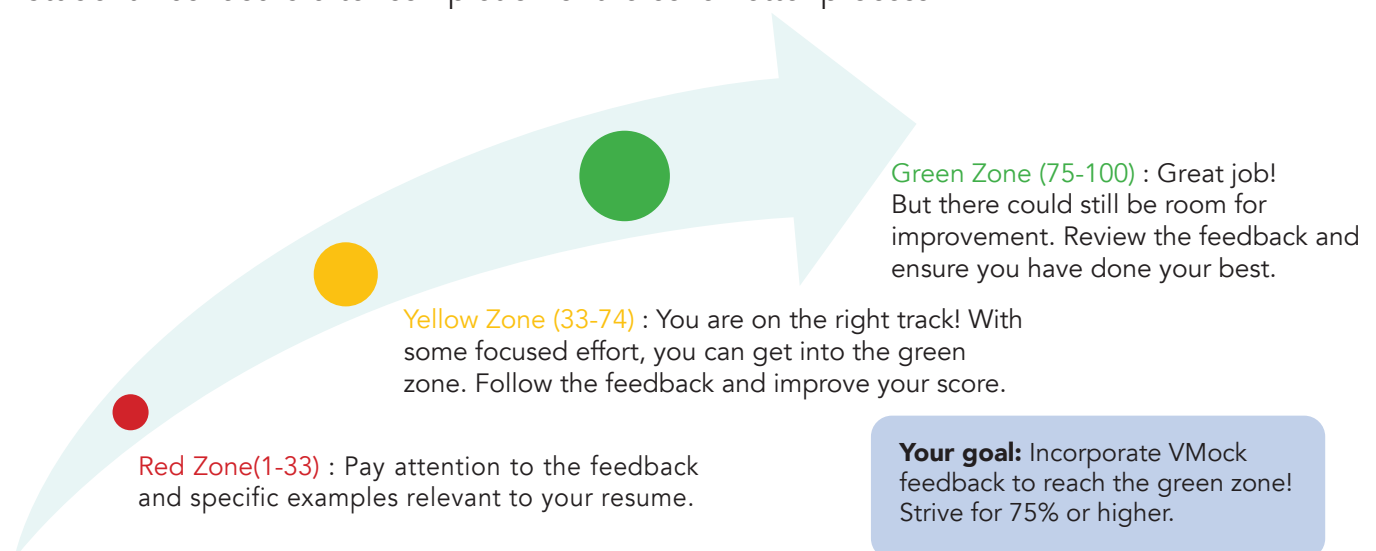 Green Zone (75-100) : Great job!
But there could still be room for
improvement. Review the feedback and
ensure you have done your best.
Yellow Zone (33-74) : You are on the right track! With
some focused effort, you can get into the green
zone. Follow the feedback and improve your score.
Red Zone(1-33) : Pay attention to the feedback
and specific examples relevant to your resume.
Your goal: Incorporate VMock
feedback to reach the green zone!
Strive for 75% or higher.